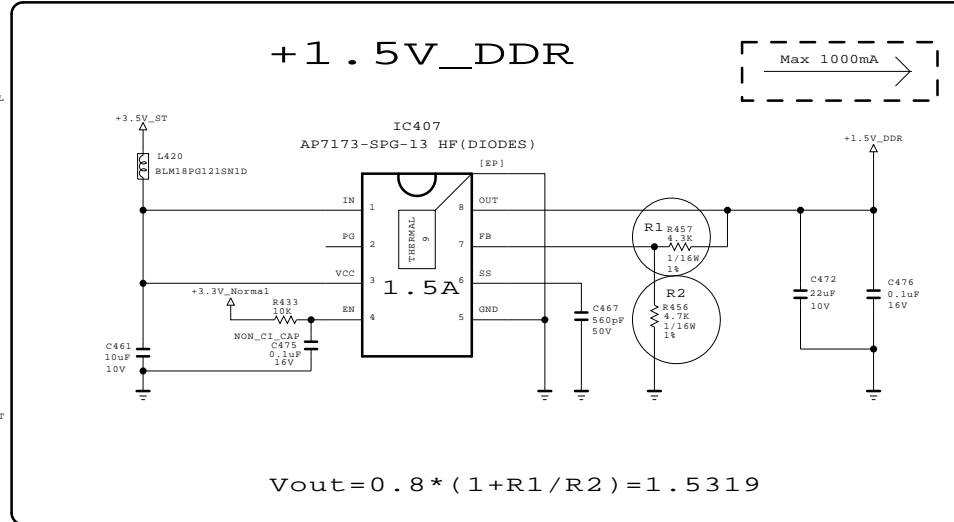 +1.5V_DDR
Max 1000mA
L
+3.5V_ST
IC407
AP7173-SPG-13 HF(DIODES)
+1.5V_DDR
L420
BLM18PG121SN1D
[EP]
IN
1
8
OUT
R1
R457
4.3K
1/16W
1%
PG
2
THERMAL
9
7
FB
VCC
3
6
SS
1.5A
+3.3V_Normal
R433
10K
EN
4
5
GND
R2
R456
4.7K
1/16W
1%
C467
560pF
50V
C472
22uF
10V
C476
0.1uF
16V
NON_CI_CAP
C475
0.1uF
16V
C461
10uF
10V
T
Vout=0.8*(1+R1/R2)=1.5319